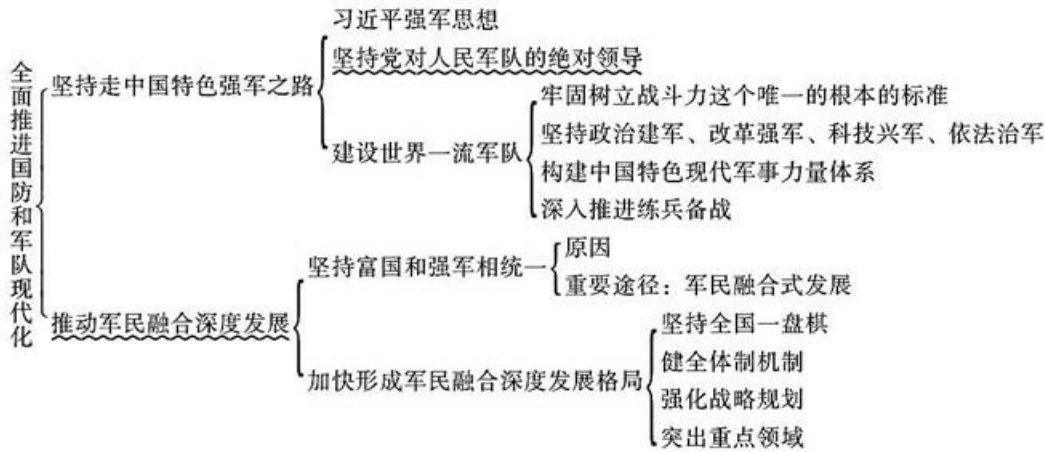 全面推进国防和军队现代化
坚持走中国特色强军之路
习近平强军思想
坚持党对人民军队的绝对领导
建设世界一流军队
牢固树立战斗力这个唯一的根本的标准
坚持政治建军、改革强军、科技兴军、依法治军
构建中国特色现代军事力量体系
深入推进练兵备战
推动军民融合深度发展
坚持富国和强军相统一
原因
重要途径：军民融合式发展
加快形成军民融合深度发展格局
坚持全国一盘棋
健全体制机制
强化战略规划
突出重点领域